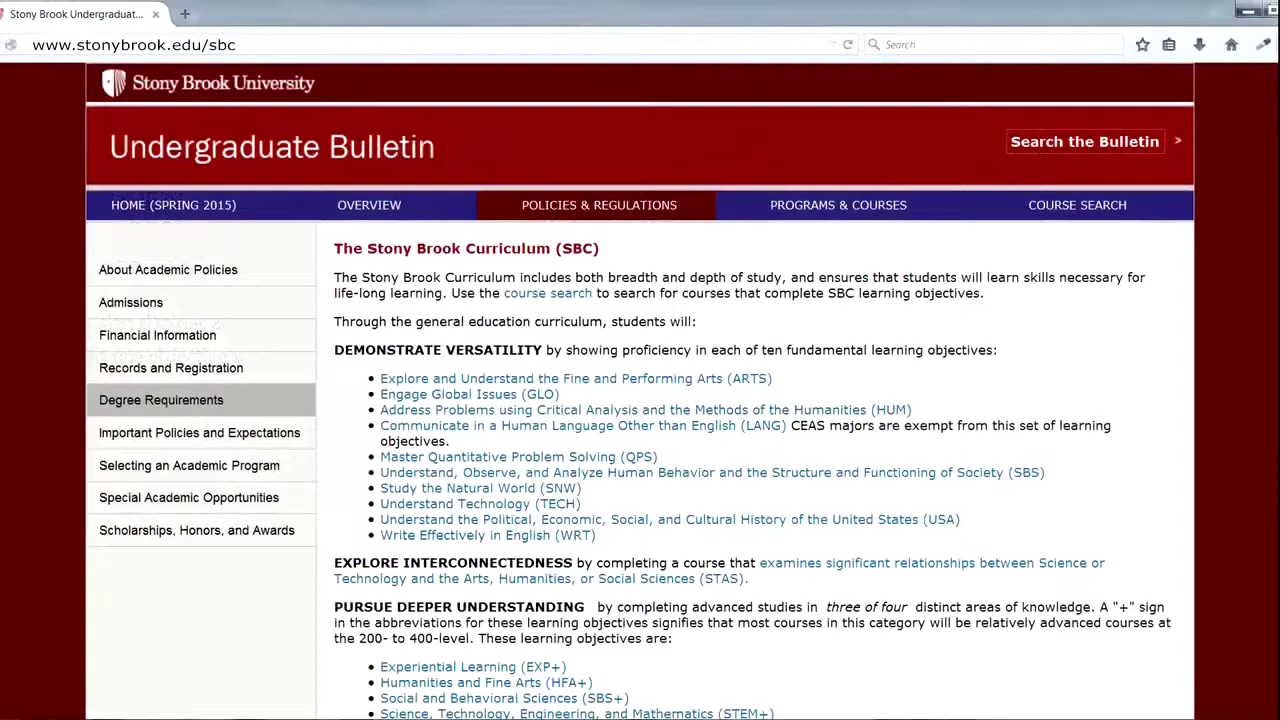 Stony Brook Undergraduat...
www.stonybrook.edu/sbc
Search
Stony Brook University
Undergraduate Bulletin
Search the Bulletin >
HOME (SPRING 2015)
OVERVIEW
POLICIES & REGULATIONS
PROGRAMS & COURSES
COURSE SEARCH
About Academic Policies
Admissions
Financial Information
Records and Registration
Degree Requirements
Important Policies and Expectations
Selecting an Academic Program
Special Academic Opportunities
Scholarships, Honors, and Awards
The Stony Brook Curriculum (SBC)
The Stony Brook Curriculum includes both breadth and depth of study, and ensures that students will learn skills necessary for
life-long learning. Use the course search to search for courses that complete SBC learning objectives.
Through the general education curriculum, students will:
DEMONSTRATE VERSATILITY by showing proficiency in each of ten fundamental learning objectives:
• Explore and Understand the Fine and Performing Arts (ARTS)
• Engage Global Issues (GLO)
• Address Problems using Critical Analysis and the Methods of the Humanities (HUM)
• Communicate in a Human Language Other than English (LANG) CEAS majors are exempt from this set of learning
objectives.
• Master Quantitative Problem Solving (QPS)
• Understand, Observe, and Analyze Human Behavior and the Structure and Functioning of Society (SBS)
• Study the Natural World (SNW)
• Understand Technology (TECH)
• Understand the Political, Economic, Social, and Cultural History of the United States (USA)
• Write Effectively in English (WRT)
EXPLORE INTERCONNECTEDNESS by completing a course that examines significant relationships between Science or
Technology and the Arts, Humanities, or Social Sciences (STAS).
PURSUE DEEPER UNDERSTANDING by completing advanced studies in three of four distinct areas of knowledge. A "+" sign
in the abbreviations for these learning objectives signifies that most courses in this category will be relatively advanced courses at
the 200- to 400-level. These learning objectives are:
• Experiential Learning (EXP+)
• Humanities and Fine Arts (HFA+)
• Social and Behavioral Sciences (SBS+)
• Science, Technology, Engineering, and Mathematics (STEM+)